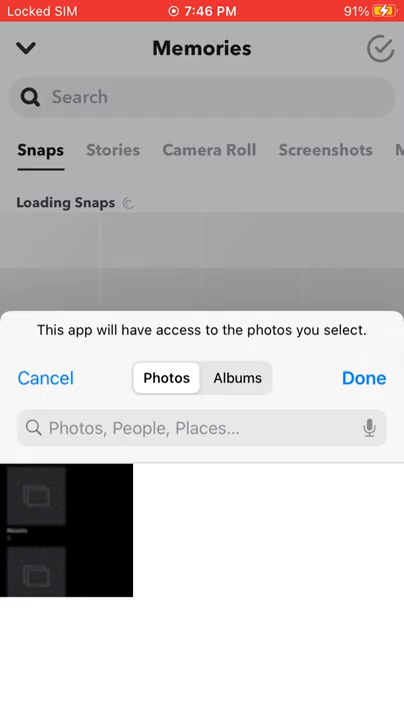 Locked SIM 7:46 PM 91%
Memories
Search
Snaps Stories Camera Roll Screenshots M
Loading Snaps
This app will have access to the photos you select.
Cancel Photos Albums Done
Photos, People, Places...